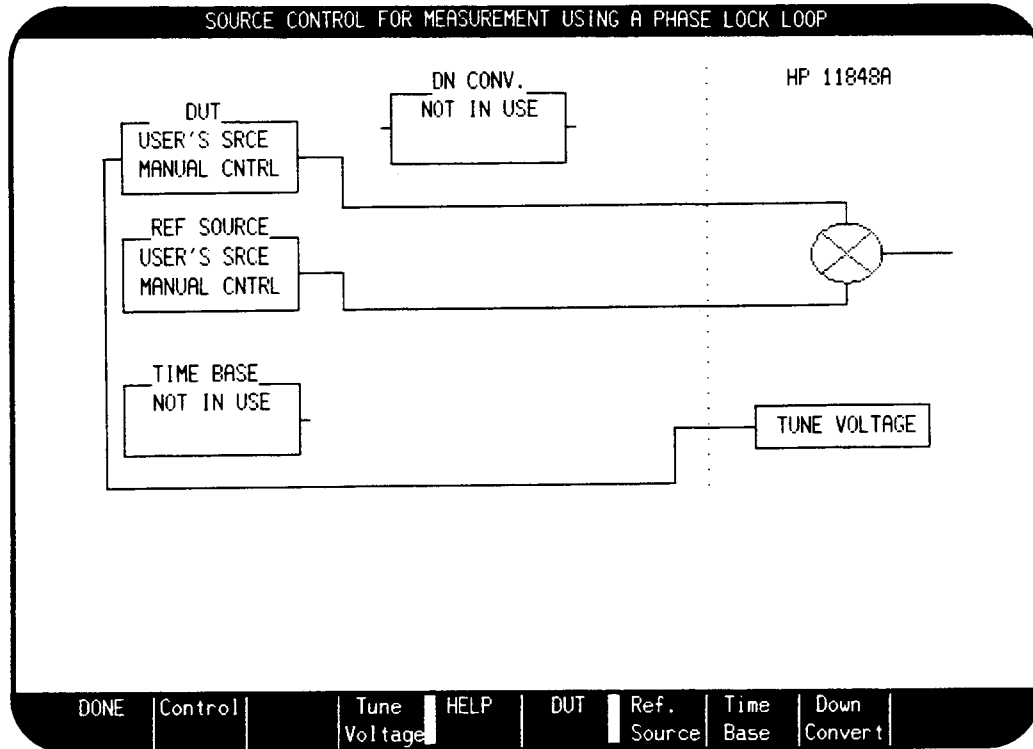 SOURCE CONTROL FOR MEASUREMENT USING A PHASE LOCK LOOP
HP 11848A
DN CONV.
NOT IN USE
DUT
USER'S SRCE
MANUAL CNTRL
REF SOURCE
USER'S SRCE
MANUAL CNTRL
TIME BASE
NOT IN USE
TUNE VOLTAGE
DONE
Control
Tune
Voltage
HELP
DUT
Ref.
Source
Time
Base
Down
Convert